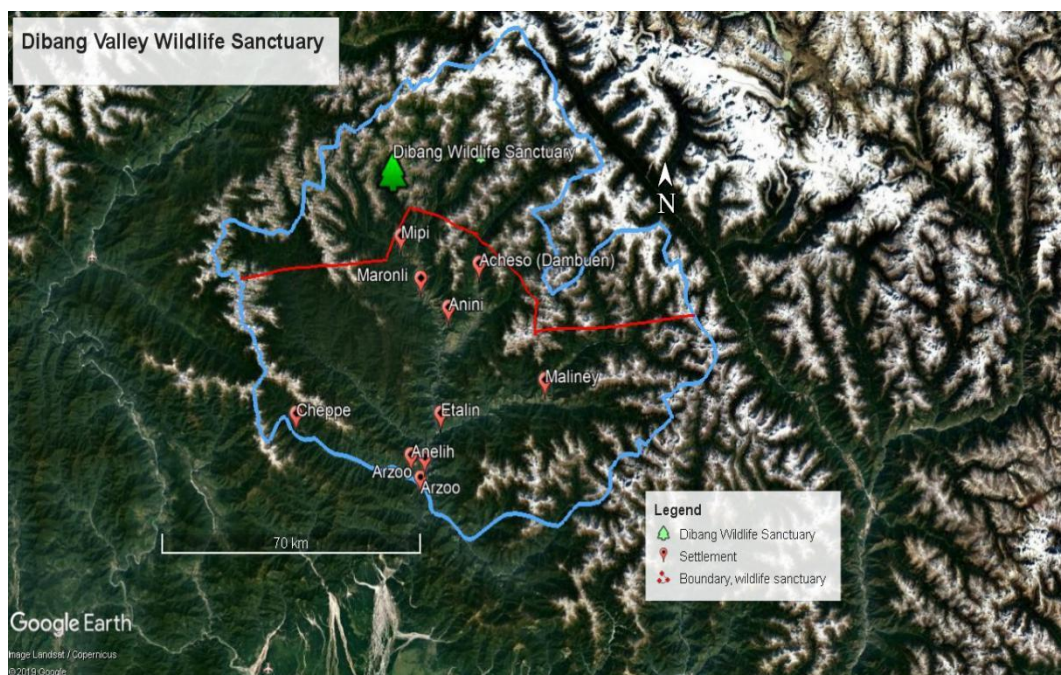 Dibang Valley Wildlife Sanctuary
Dibang Wildlife Sanctuary
N
Mipi
Acheso (Dambuen)
Maronli
Anini
Maliney
Cheppe
Etalin
Anelih
Arzoo
Arzoo
70 km
Legend
Dibang Wildlife Sanctuary
Settlement
Boundary, wildlife sanctuary
Google Earth
Image Landsat / Copernicus
©2019 Google